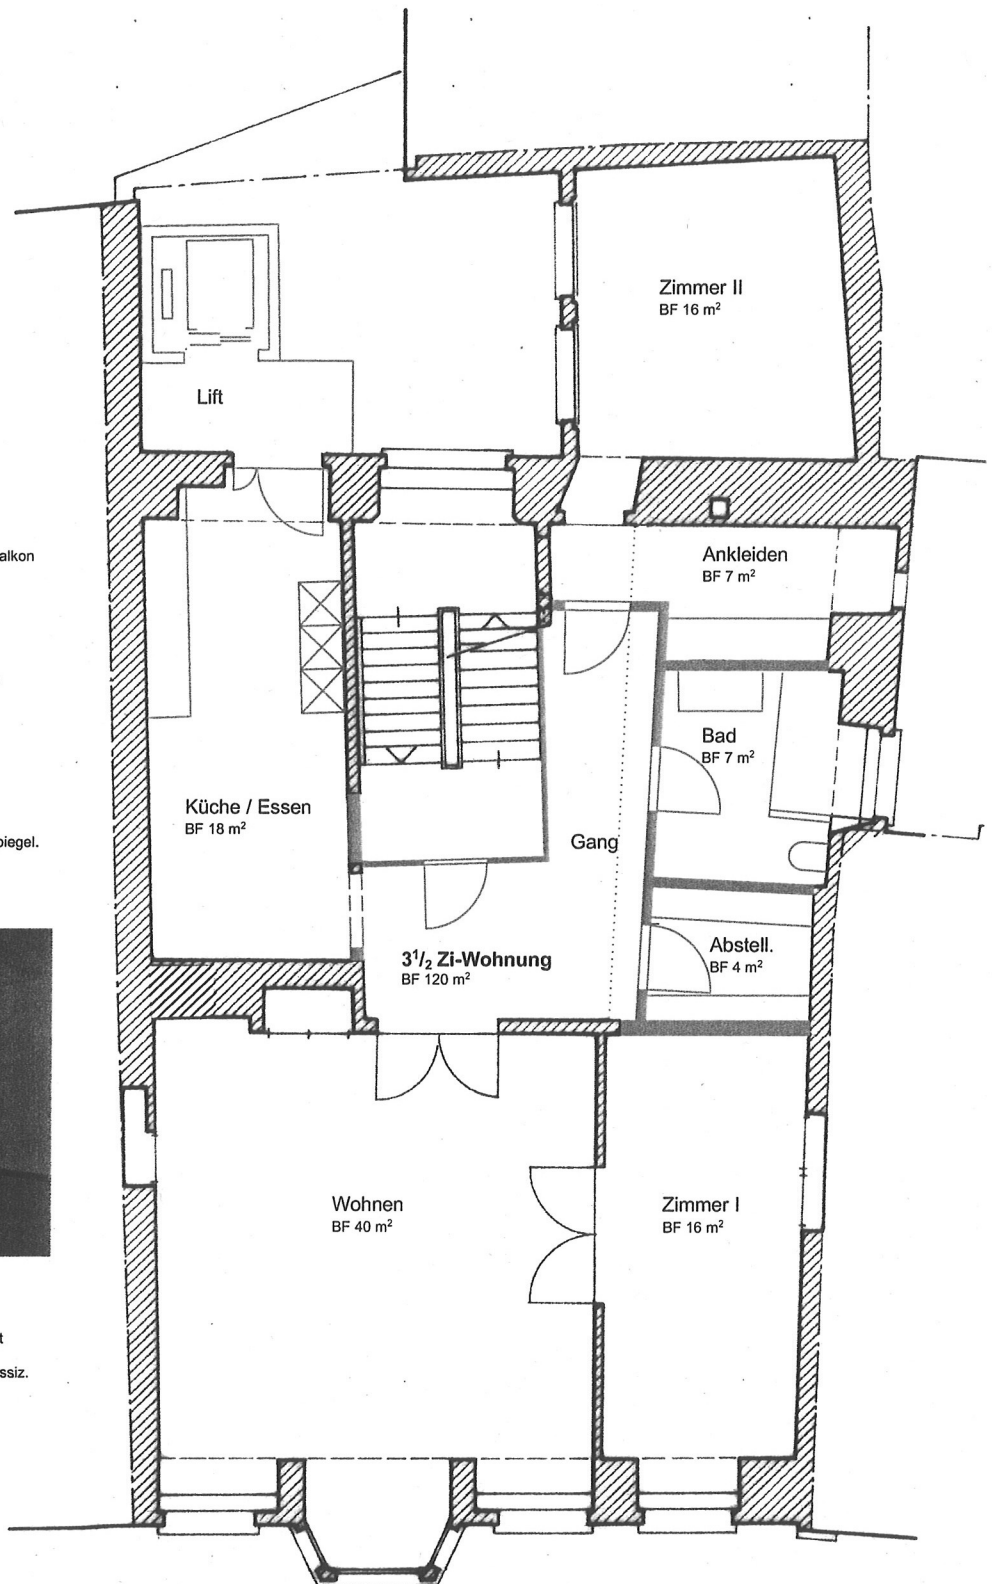 Zimmer II
BF 16 m²
Lift
Ankleiden
BF 7 m²
alkon
Bad
BF 7 m²
Küche / Essen
BF 18 m²
Gang
piegel.
3¹/₂ Zi-Wohnung
BF 120 m²
Abstell.
BF 4 m²
Wohnen
BF 40 m²
Zimmer I
BF 16 m²
t
ssiz.